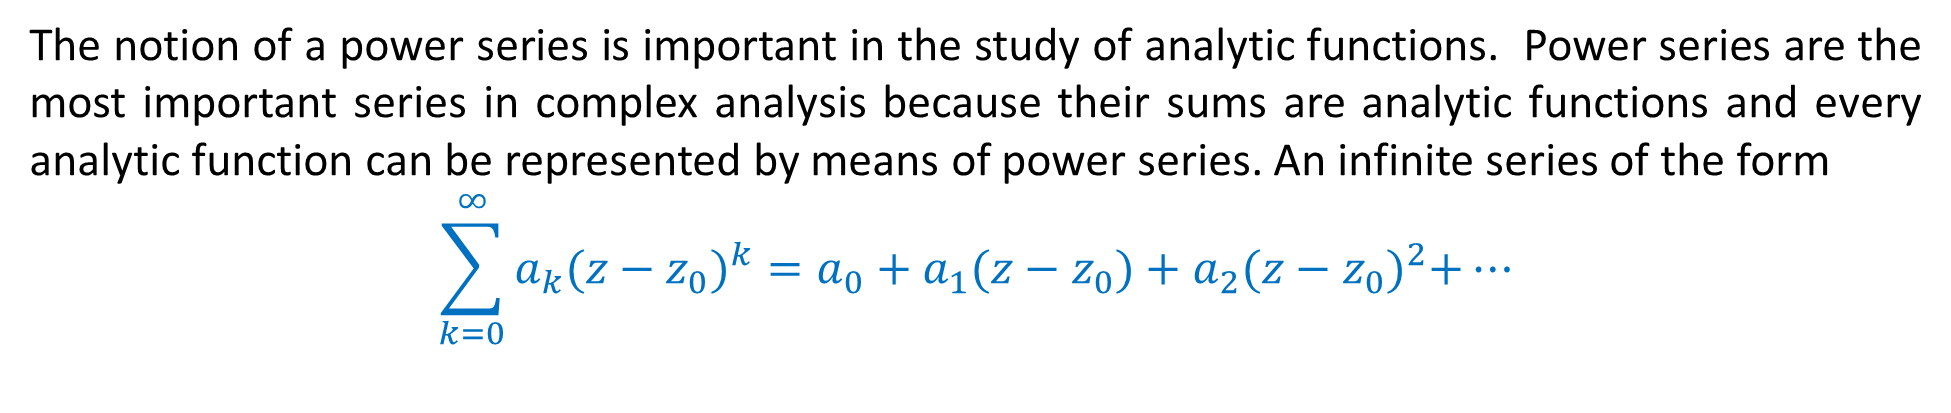 The notion of a power series is important in the study of analytic functions. Power series are the
most important series in complex analysis because their sums are analytic functions and every
analytic function can be represented by means of power series. An infinite series of the form
∞
∑ aₖ(z − z₀)ᵏ = a₀ + a₁(z − z₀) + a₂(z − z₀)²+ ⋯
k=0